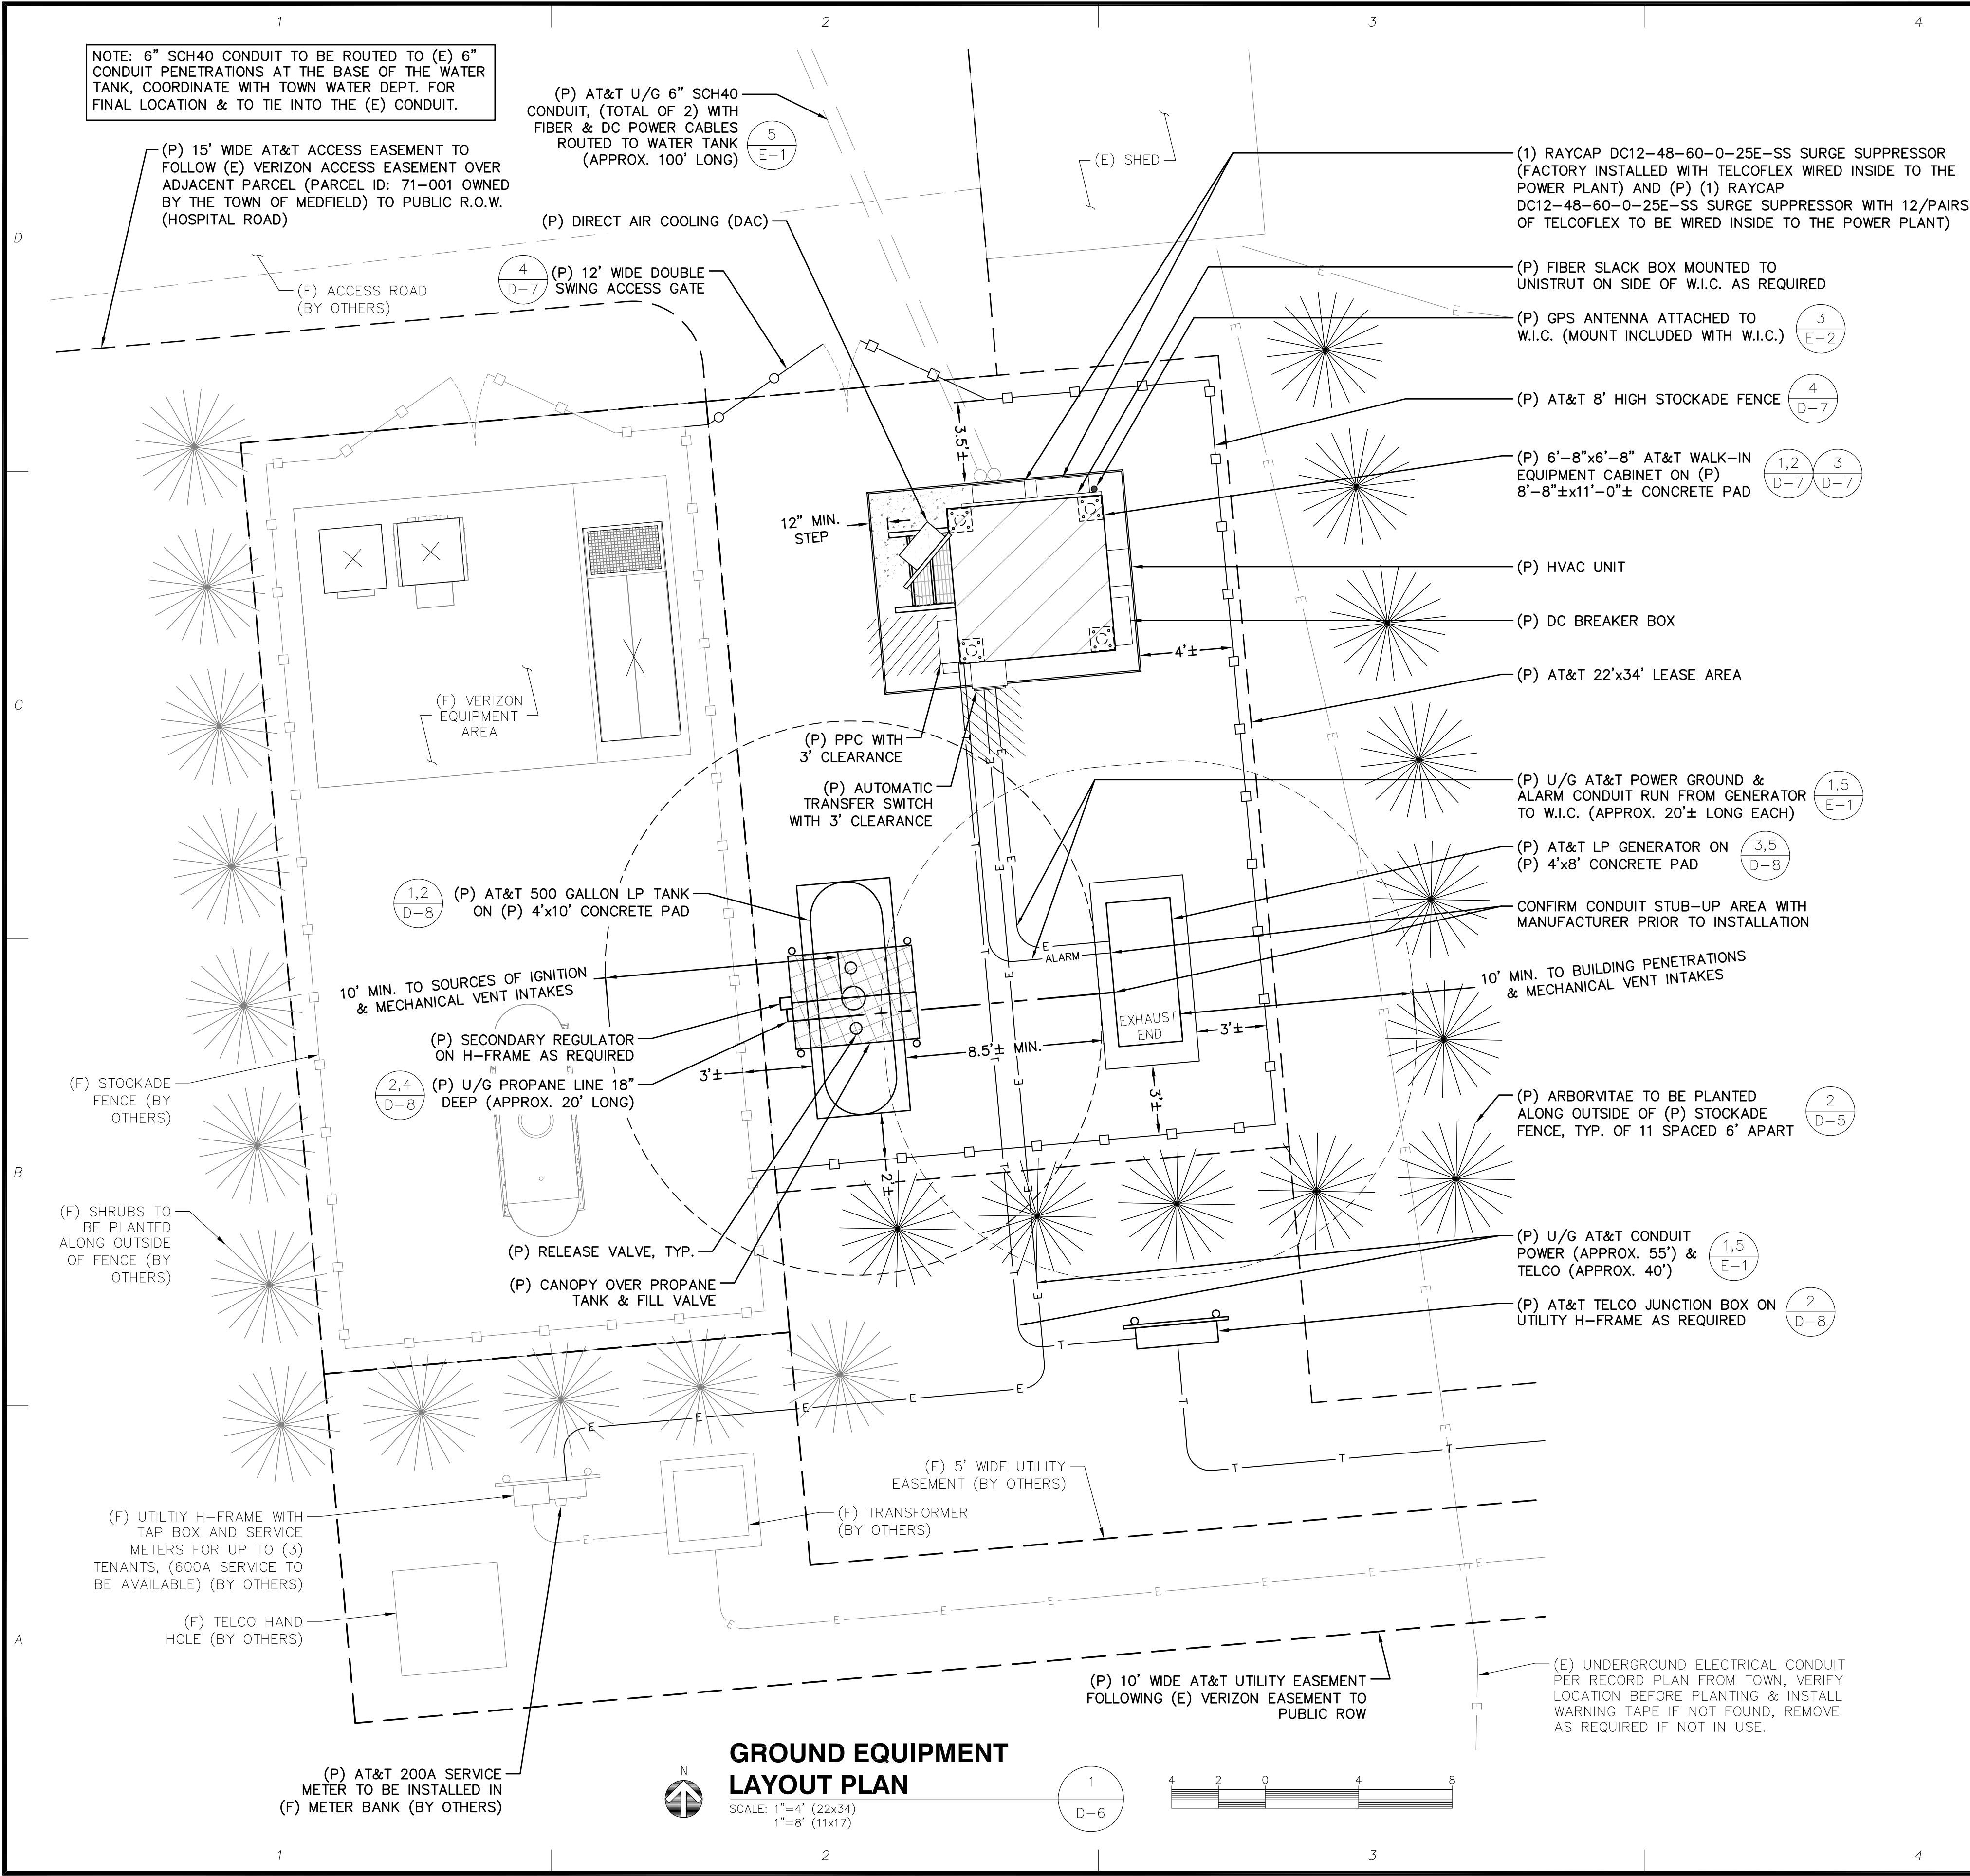 1
2
3
4
NOTE: 6" SCH40 CONDUIT TO BE ROUTED TO (E) 6"
CONDUIT PENETRATIONS AT THE BASE OF THE WATER
TANK, COORDINATE WITH TOWN WATER DEPT. FOR
FINAL LOCATION & TO TIE INTO THE (E) CONDUIT.
(P) 15' WIDE AT&T ACCESS EASEMENT TO
FOLLOW (E) VERIZON ACCESS EASEMENT OVER
ADJACENT PARCEL (PARCEL ID: 71-001 OWNED
BY THE TOWN OF MEDFIELD) TO PUBLIC R.O.W.
(HOSPITAL ROAD)
(P) AT&T U/G 6" SCH40
CONDUIT, (TOTAL OF 2) WITH
FIBER & DC POWER CABLES
ROUTED TO WATER TANK
(APPROX. 100' LONG)
5
E-1
(E) SHED
(P) DIRECT AIR COOLING (DAC)
4
D-7
(P) 12' WIDE DOUBLE
SWING ACCESS GATE
(F) ACCESS ROAD
(BY OTHERS)
(1) RAYCAP DC12-48-60-0-25E-SS SURGE SUPPRESSOR
(FACTORY INSTALLED WITH TELCOFLEX WIRED INSIDE TO THE
POWER PLANT) AND (P) (1) RAYCAP
DC12-48-60-0-25E-SS SURGE SUPPRESSOR WITH 12/PAIRS
OF TELCOFLEX TO BE WIRED INSIDE TO THE POWER PLANT)
(P) FIBER SLACK BOX MOUNTED TO
UNISTRUT ON SIDE OF W.I.C. AS REQUIRED
(P) GPS ANTENNA ATTACHED TO
W.I.C. (MOUNT INCLUDED WITH W.I.C.)
3
E-2
(P) AT&T 8' HIGH STOCKADE FENCE
4
D-7
(P) 6'-8"x6'-8" AT&T WALK-IN
EQUIPMENT CABINET ON (P)
8'-8"±x11'-0"± CONCRETE PAD
1,2
D-7
3
D-7
(P) HVAC UNIT
(P) DC BREAKER BOX
(P) AT&T 22'x34' LEASE AREA
(P) U/G AT&T POWER GROUND &
ALARM CONDUIT RUN FROM GENERATOR
TO W.I.C. (APPROX. 20'± LONG EACH)
1,5
E-1
(P) AT&T LP GENERATOR ON
(P) 4'x8' CONCRETE PAD
3,5
D-8
CONFIRM CONDUIT STUB-UP AREA WITH
MANUFACTURER PRIOR TO INSTALLATION
10' MIN. TO BUILDING PENETRATIONS
& MECHANICAL VENT INTAKES
(P) ARBORVITAE TO BE PLANTED
ALONG OUTSIDE OF (P) STOCKADE
FENCE, TYP. OF 11 SPACED 6' APART
2
D-5
(P) U/G AT&T CONDUIT
POWER (APPROX. 55') &
TELCO (APPROX. 40')
1,5
E-1
(P) AT&T TELCO JUNCTION BOX ON
UTILITY H-FRAME AS REQUIRED
2
D-8
3.5'±
12" MIN.
STEP
4'±
(F) VERIZON
EQUIPMENT
AREA
(P) PPC WITH
3' CLEARANCE
(P) AUTOMATIC
TRANSFER SWITCH
WITH 3' CLEARANCE
1,2
D-8
(P) AT&T 500 GALLON LP TANK
ON (P) 4'x10' CONCRETE PAD
10' MIN. TO SOURCES OF IGNITION
& MECHANICAL VENT INTAKES
(P) SECONDARY REGULATOR
ON H-FRAME AS REQUIRED
2,4
D-8
(P) U/G PROPANE LINE 18"
DEEP (APPROX. 20' LONG)
ALARM
EXHAUST
END
8.5'± MIN.
3'±
3'±
3'±
2'±
(F) STOCKADE
FENCE (BY
OTHERS)
(F) SHRUBS TO
BE PLANTED
ALONG OUTSIDE
OF FENCE (BY
OTHERS)
(P) RELEASE VALVE, TYP.
(P) CANOPY OVER PROPANE
TANK & FILL VALVE
(E) 5' WIDE UTILITY
EASEMENT (BY OTHERS)
(F) TRANSFORMER
(BY OTHERS)
(F) UTILTIY H-FRAME WITH
TAP BOX AND SERVICE
METERS FOR UP TO (3)
TENANTS, (600A SERVICE TO
BE AVAILABLE) (BY OTHERS)
(F) TELCO HAND
HOLE (BY OTHERS)
(P) AT&T 200A SERVICE
METER TO BE INSTALLED IN
(F) METER BANK (BY OTHERS)
(P) 10' WIDE AT&T UTILITY EASEMENT
FOLLOWING (E) VERIZON EASEMENT TO
PUBLIC ROW
(E) UNDERGROUND ELECTRICAL CONDUIT
PER RECORD PLAN FROM TOWN, VERIFY
LOCATION BEFORE PLANTING & INSTALL
WARNING TAPE IF NOT FOUND, REMOVE
AS REQUIRED IF NOT IN USE.
N
GROUND EQUIPMENT
LAYOUT PLAN
SCALE: 1"=4' (22x34)
1"=8' (11x17)
1
D-6
4 2 0 4 8
D
C
B
A
E
T
1
2
3
4